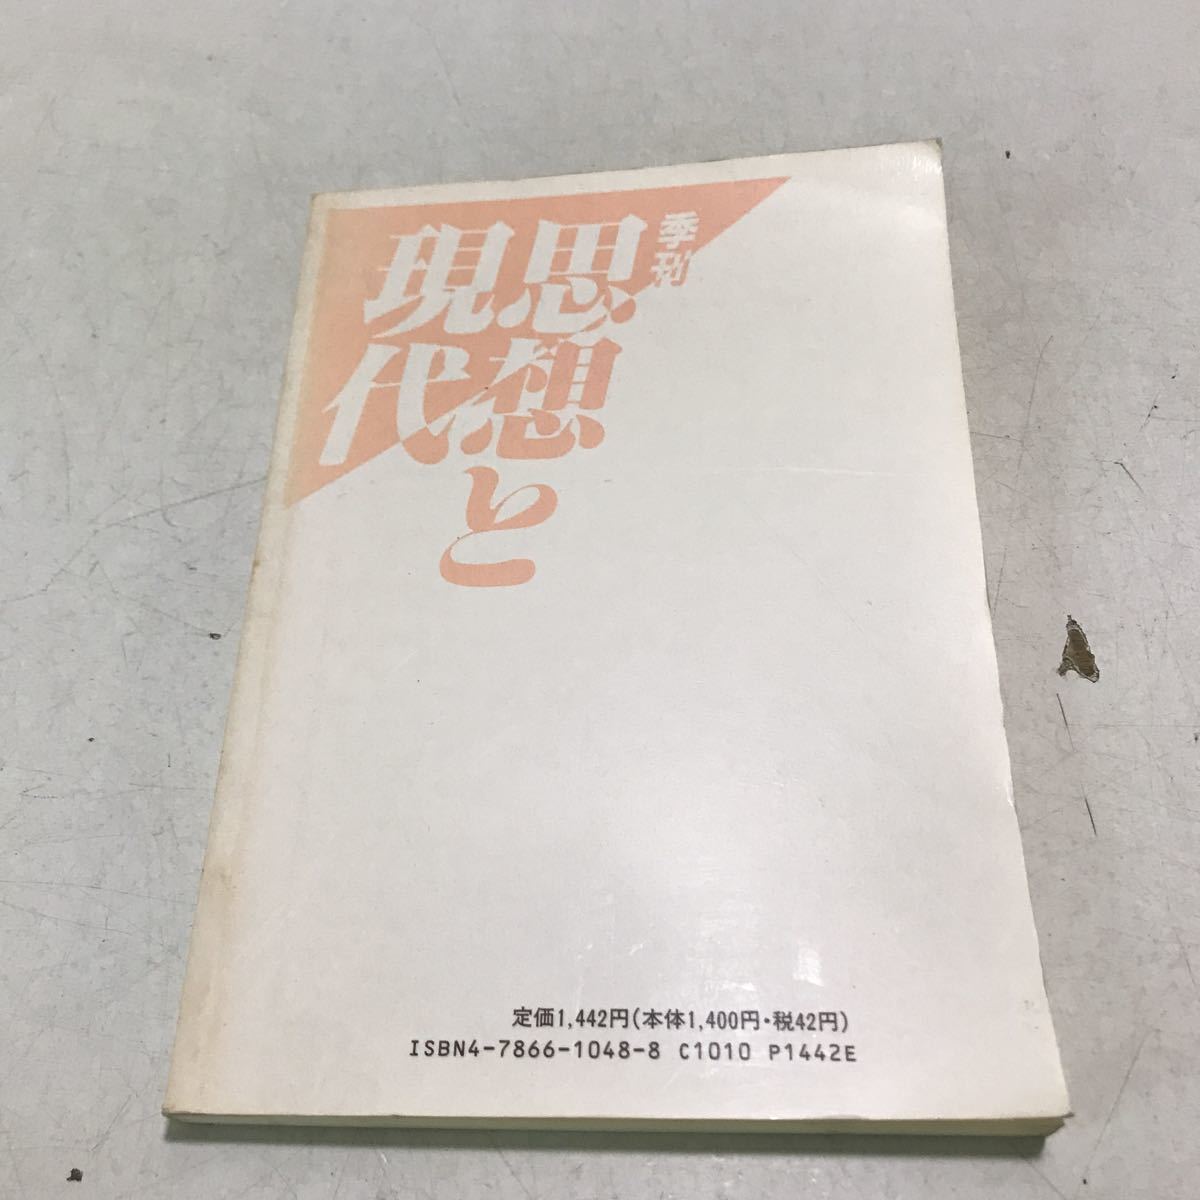 季刊
思想と
現代
定価1,442円(本体1,400円・税42円)
ISBN4-7866-1048-8 C1010 P1442E